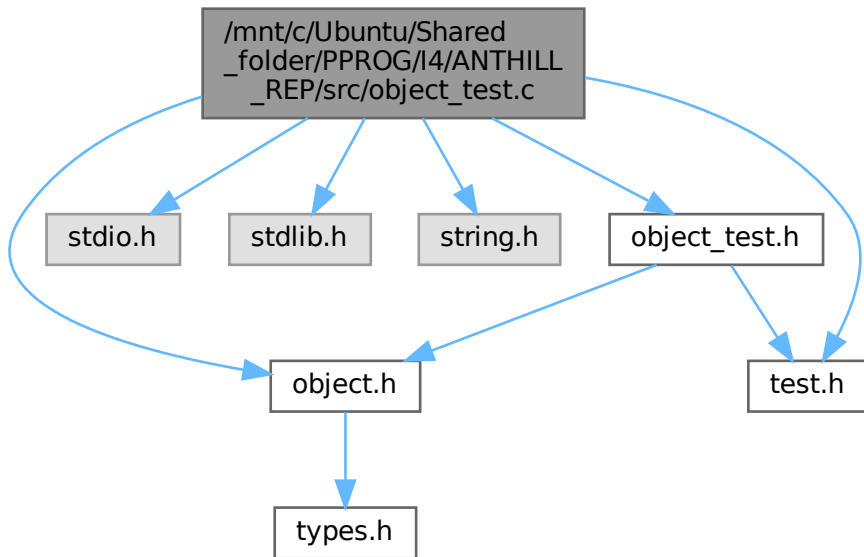 /mnt/c/Ubuntu/Shared
_folder/PPROG/I4/ANTHILL
_REP/src/object_test.c
stdio.h
stdlib.h
string.h
object_test.h
object.h
test.h
types.h